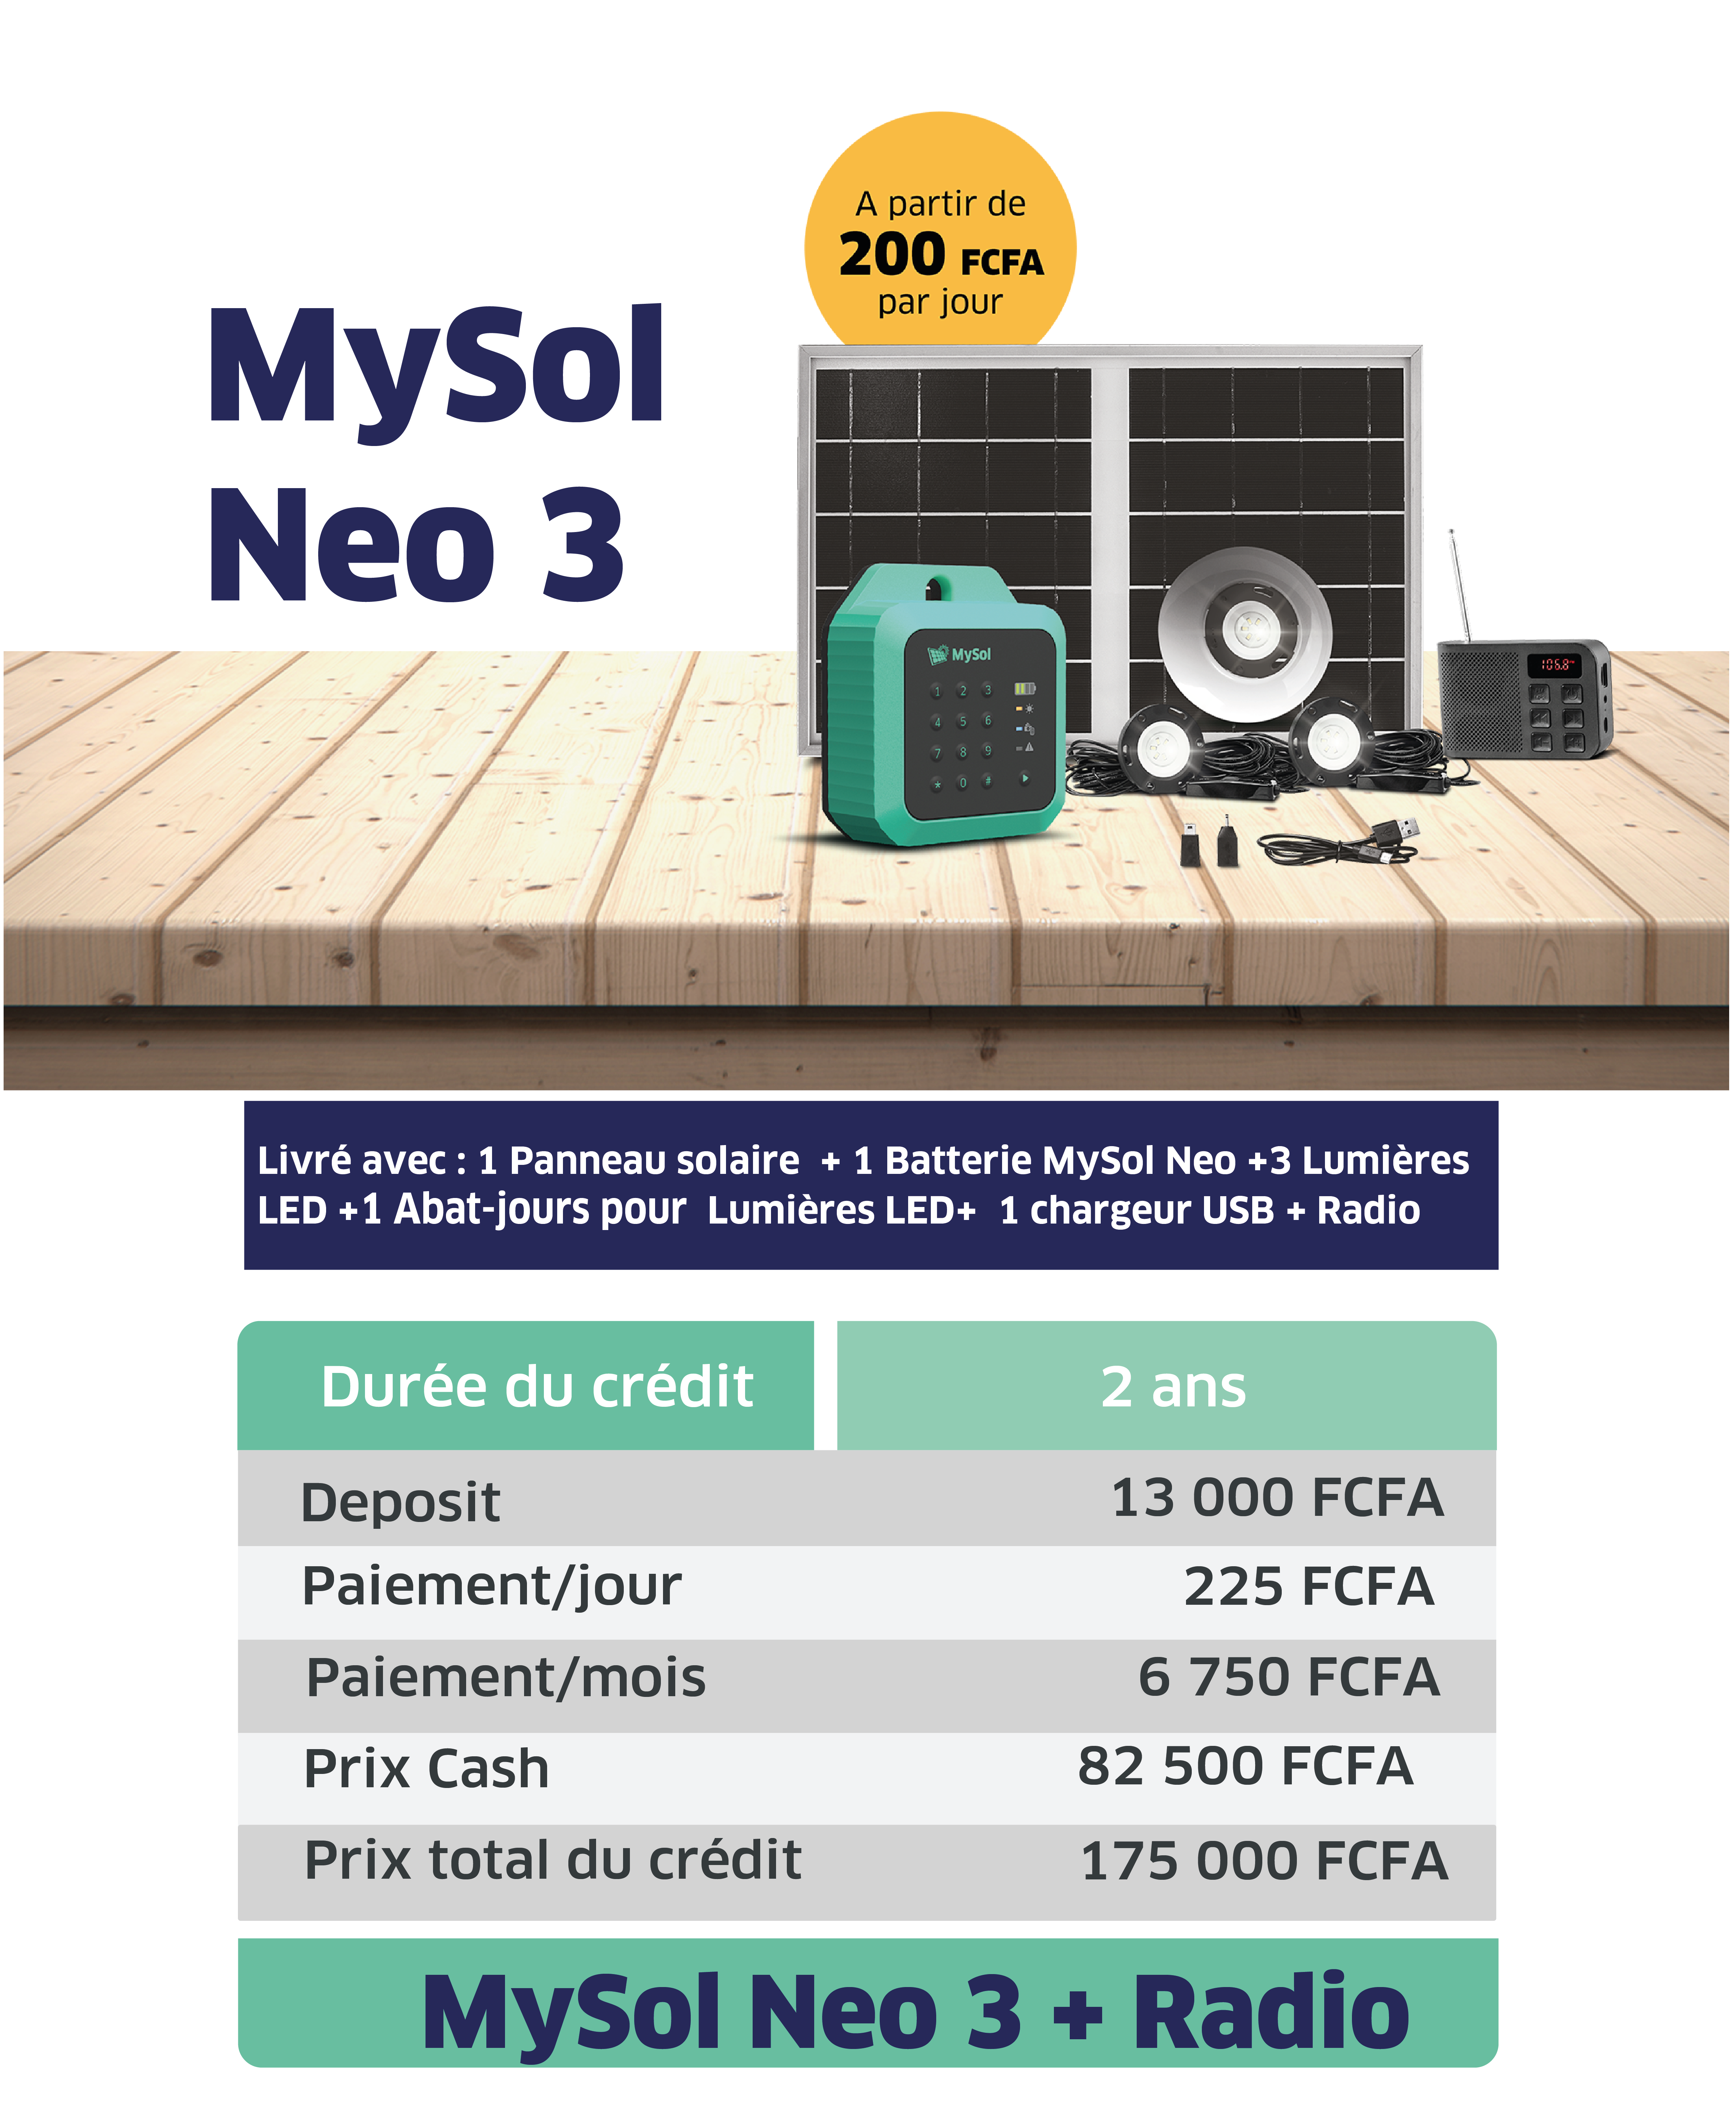 A partir de
200 FCFA
par jour
MySol
Neo 3
MySol
1 2 3
4 5 6
7 8 9
* 0 #
106.8
Livré avec : 1 Panneau solaire + 1 Batterie MySol Neo +3 Lumières
LED +1 Abat-jours pour Lumières LED+ 1 chargeur USB + Radio
Durée du crédit 2 ans
Deposit 13 000 FCFA
Paiement/jour 225 FCFA
Paiement/mois 6 750 FCFA
Prix Cash 82 500 FCFA
Prix total du crédit 175 000 FCFA
MySol Neo 3 + Radio